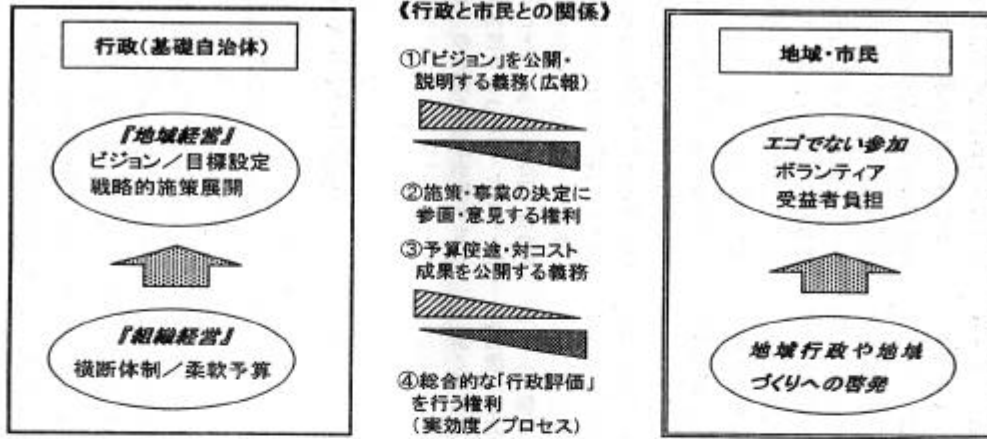 《行政と市民との関係》
行政(基礎自治体)
『地域経営』
ビジョン／目標設定
戦略的施策展開
『組織経営』
横断体制／柔軟予算
①「ビジョン」を公開・
説明する義務(広報)
②施策・事業の決定に
参画・意見する権利
③予算使途・対コスト
成果を公開する義務
④総合的な「行政評価」
を行う権利
(実効度／プロセス)
地域・市民
エゴでない参加
ボランティア
受益者負担
地域行政や地域
づくりへの啓発